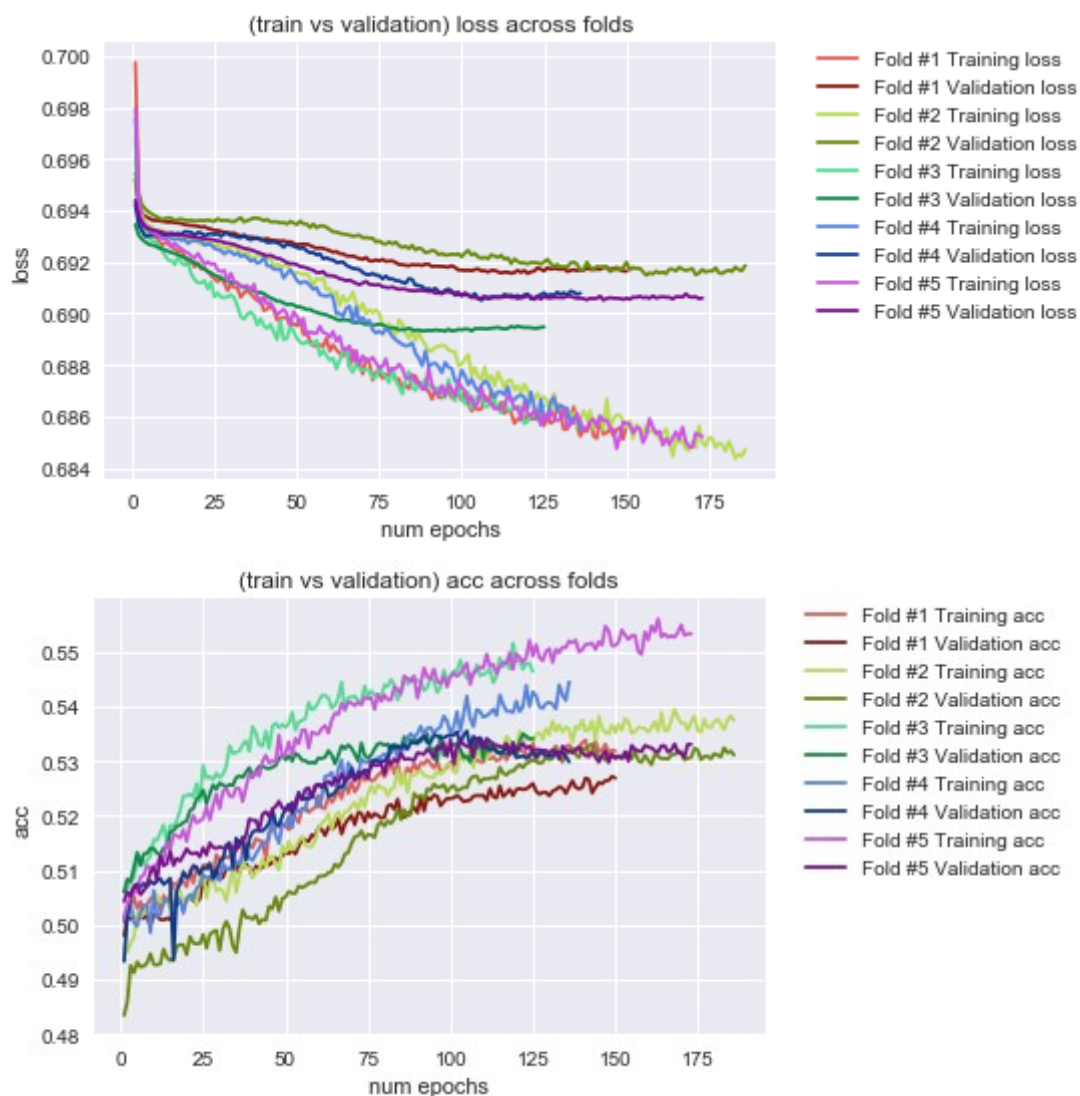 (train vs validation) loss across folds
0.700
0.698
0.696
0.694
0.692
0.690
0.688
0.686
0.684
loss
0 25 50 75 100 125 150 175
num epochs
Fold #1 Training loss
Fold #1 Validation loss
Fold #2 Training loss
Fold #2 Validation loss
Fold #3 Training loss
Fold #3 Validation loss
Fold #4 Training loss
Fold #4 Validation loss
Fold #5 Training loss
Fold #5 Validation loss
(train vs validation) acc across folds
0.55
0.54
0.53
0.52
0.51
0.50
0.49
0.48
acc
0 25 50 75 100 125 150 175
num epochs
Fold #1 Training acc
Fold #1 Validation acc
Fold #2 Training acc
Fold #2 Validation acc
Fold #3 Training acc
Fold #3 Validation acc
Fold #4 Training acc
Fold #4 Validation acc
Fold #5 Training acc
Fold #5 Validation acc